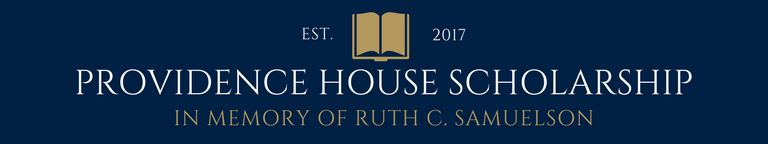 EST. 2017
PROVIDENCE HOUSE SCHOLARSHIP
IN MEMORY OF RUTH C. SAMUELSON